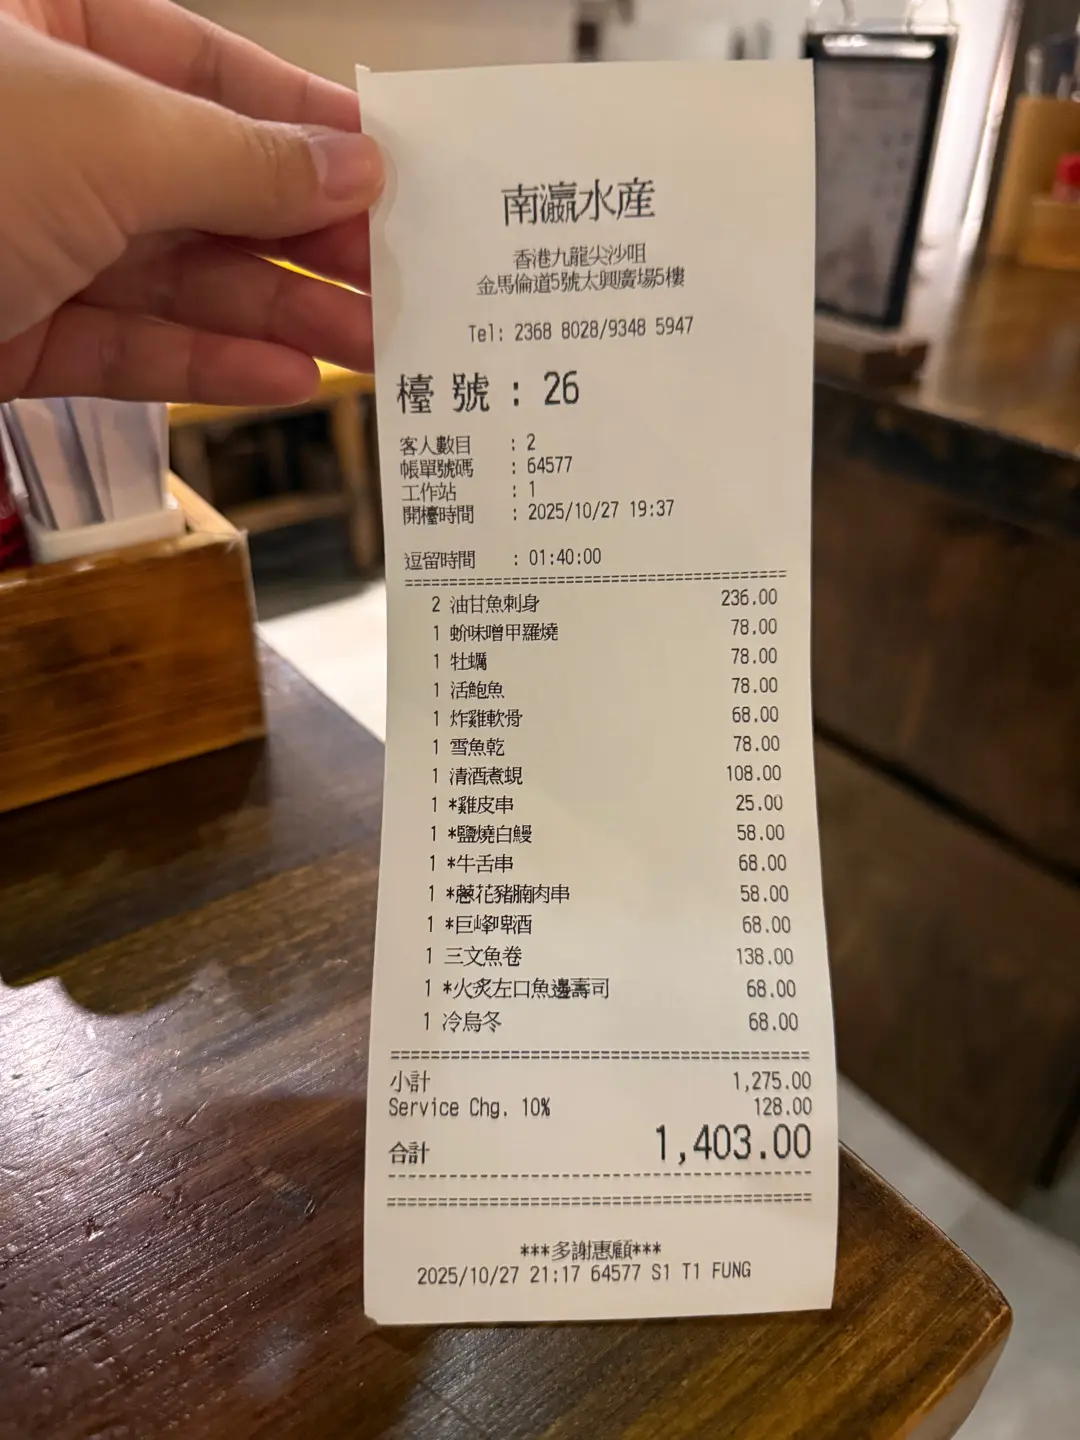 南瀛水産
香港九龍尖沙咀
金馬倫道5號太興廣場5樓
Tel: 2368 8028/9348 5947
檯號 : 26
客人數目 : 2
帳單號碼 : 64577
工作站 : 1
開檯時間 : 2025/10/27 19:37
逗留時間 : 01:40:00
2 油甘魚刺身 236.00
1 蚧味噌甲羅燒 78.00
1 牡蠣 78.00
1 活鮑魚 78.00
1 炸雞軟骨 68.00
1 雪魚乾 78.00
1 清酒煮蜆 108.00
1 *雞皮串 25.00
1 *鹽燒白鰻 58.00
1 *牛舌串 68.00
1 *蔥花豬腩肉串 58.00
1 *巨峰啤酒 68.00
1 三文魚卷 138.00
1 *火炙左口魚邊壽司 68.00
1 冷烏冬 68.00
小計 1,275.00
Service Chg. 10% 128.00
合計 1,403.00
***多謝惠顧***
2025/10/27 21:17 64577 S1 T1 FUNG